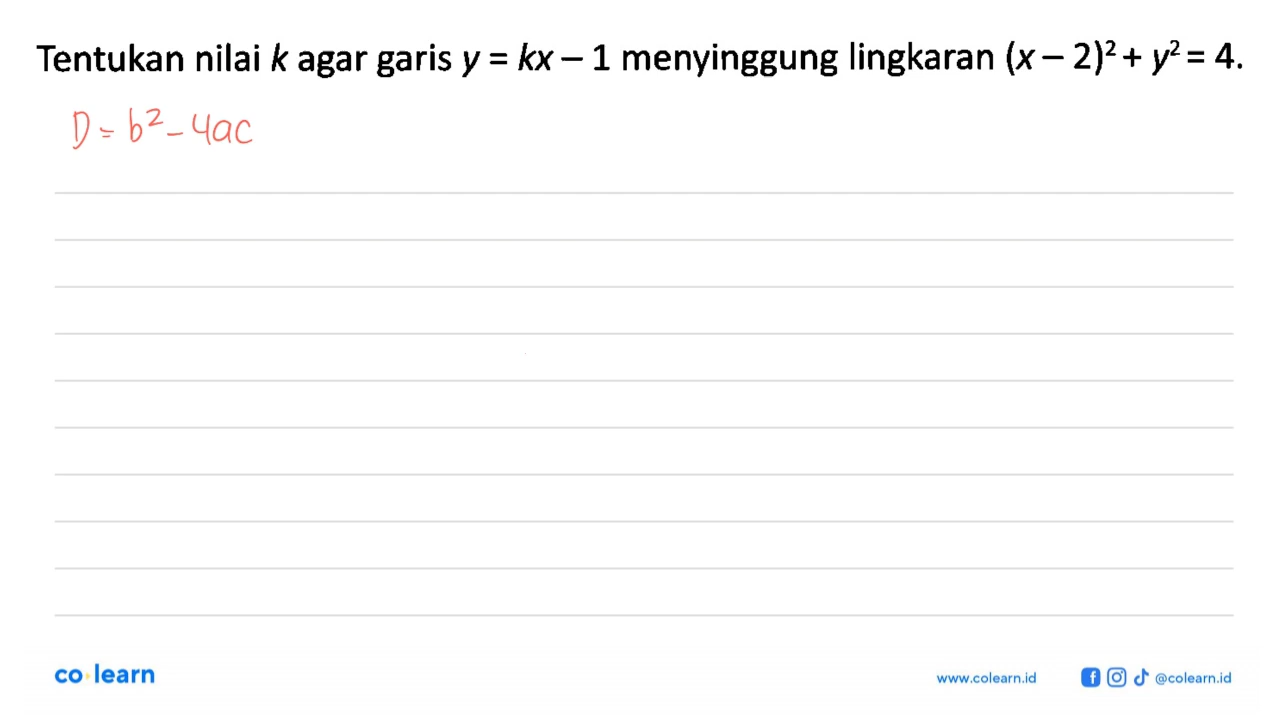 Tentukan nilai k agar garis y = kx – 1 menyinggung lingkaran (x – 2)² + y² = 4.
D = b² - 4ac
co learn
www.colearn.id @colearn.id